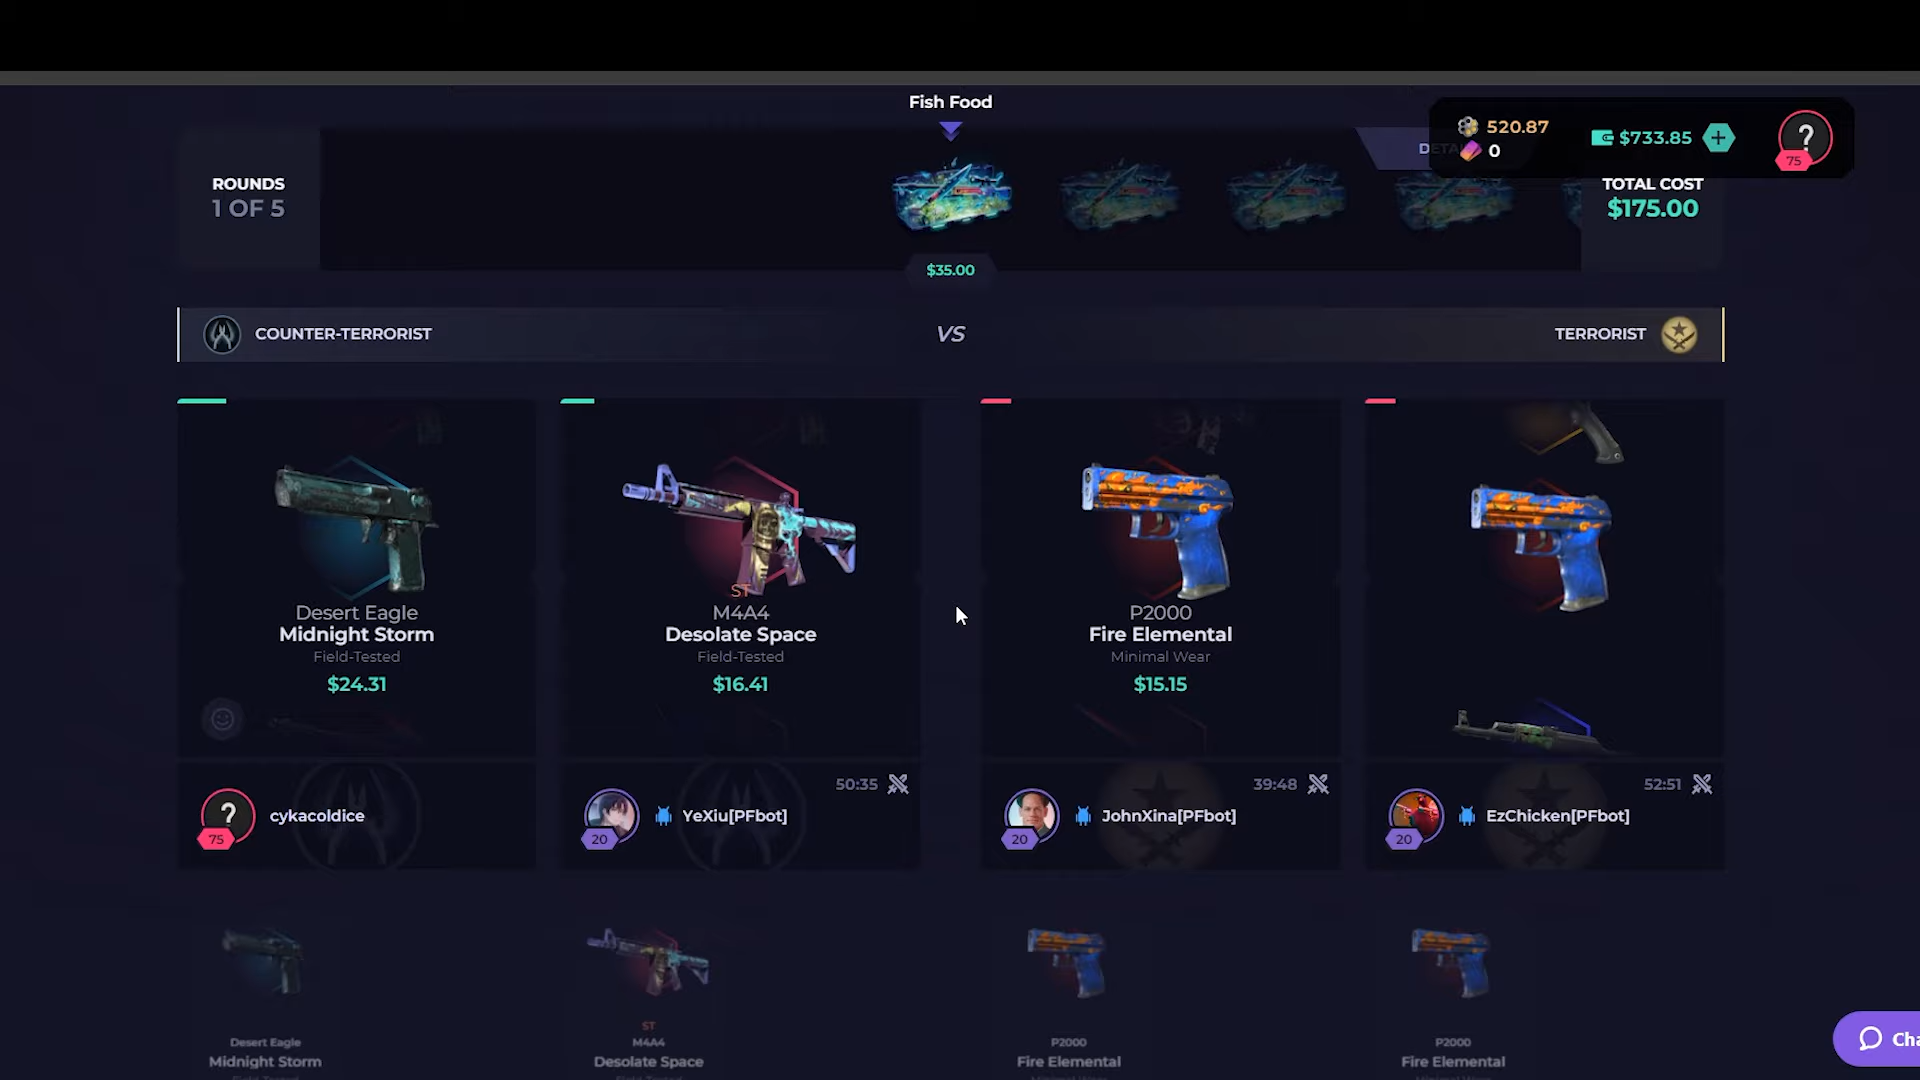 Fish Food
520.87
0
$733.85
75
ROUNDS
1 OF 5
TOTAL COST
$175.00
$35.00
COUNTER-TERRORIST
VS
TERRORIST
ST
Desert Eagle
Midnight Storm
Field-Tested
$24.31
M4A4
Desolate Space
Field-Tested
$16.41
P2000
Fire Elemental
Minimal Wear
$15.15
?
75
cykacoldice
50:35
20
YeXiu[PFbot]
39:48
20
JohnXina[PFbot]
52:51
20
EzChicken[PFbot]
Desert Eagle
Midnight Storm
Field-Tested
ST
M4A4
Desolate Space
Field-Tested
P2000
Fire Elemental
P2000
Fire Elemental